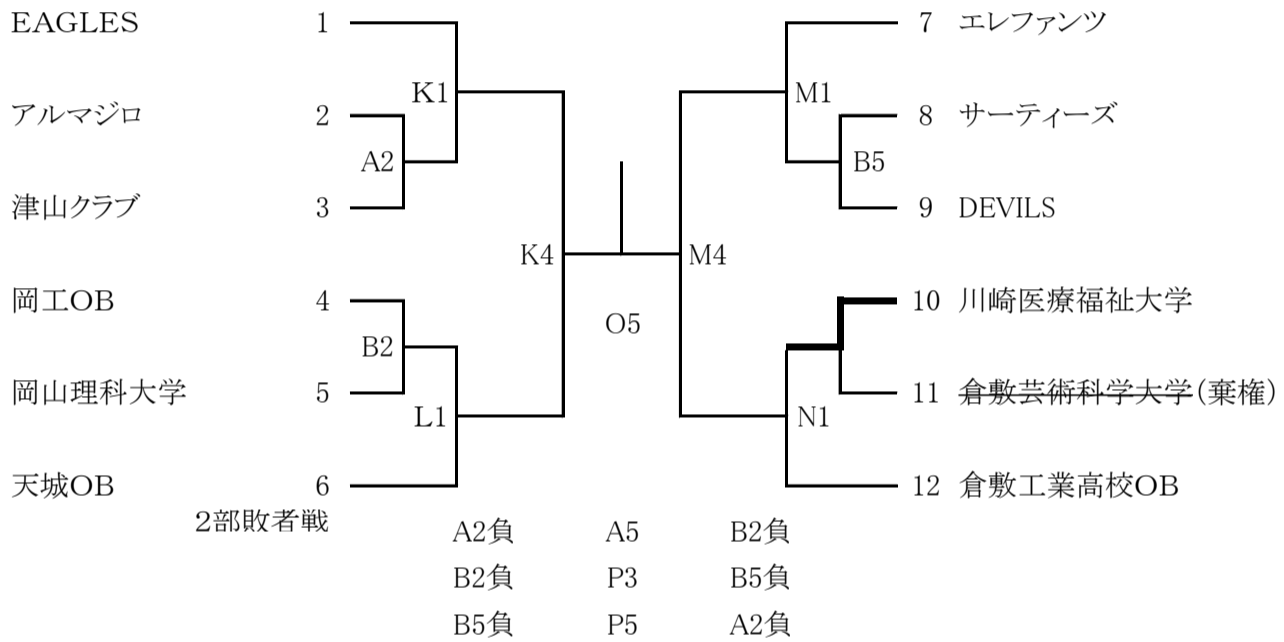 EAGLES 1 7 エレファンツ
K1 M1
アルマジロ 2 8 サーティーズ
A2 B5
津山クラブ 3 9 DEVILS
K4 M4
岡工OB 4 10 川崎医療福祉大学
O5
B2
岡山理科大学 5 11 倉敷芸術科学大学(棄権)
L1 N1
天城OB 6 12 倉敷工業高校OB
2部敗者戦
A2負 A5 B2負
B2負 P3 B5負
B5負 P5 A2負